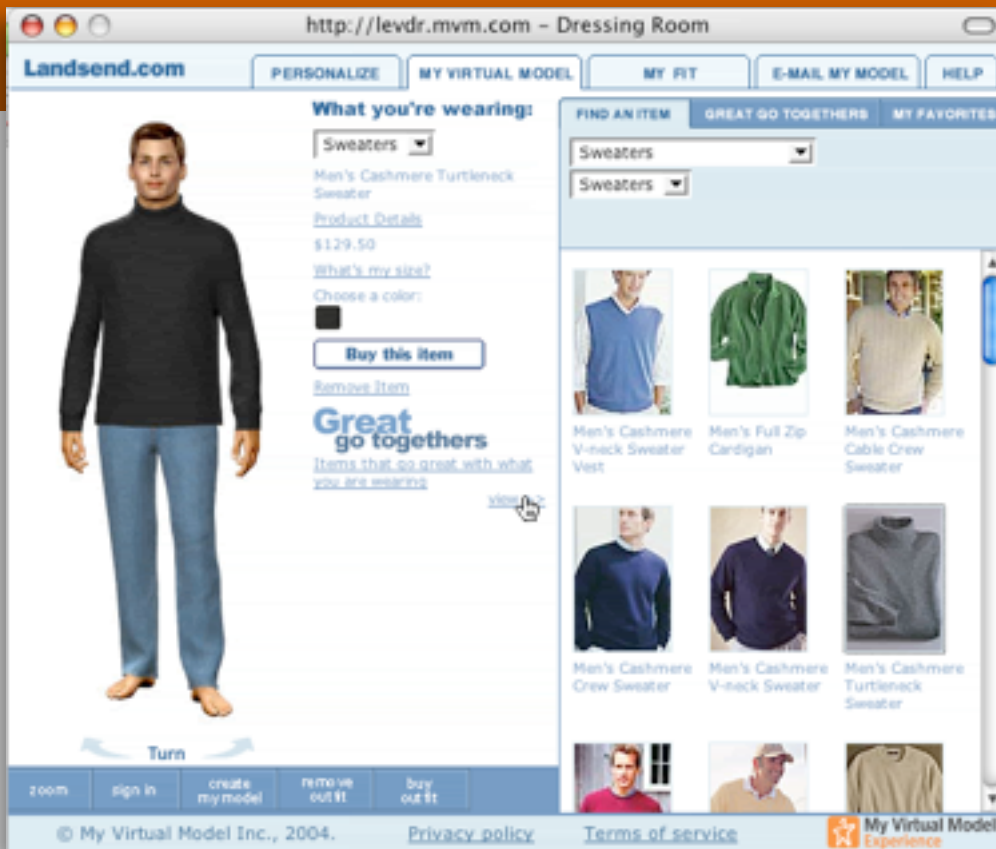 http://levdr.mvm.com – Dressing Room
Landsend.com
PERSONALIZE
MY VIRTUAL MODEL
MY FIT
E-MAIL MY MODEL
HELP
What you're wearing:
Sweaters
Men's Cashmere Turtleneck
Sweater
Product Details
$129.50
What's my size?
Choose a color:
Buy this item
Remove Item
Great
go togethers
Items that go great with what
you are wearing
view >
Turn
zoom
sign in
create
my model
remove
outfit
buy
outfit
FIND AN ITEM
GREAT GO TOGETHERS
MY FAVORITES
Sweaters
Sweaters
Men's Cashmere
V-neck Sweater
Vest
Men's Full Zip
Cardigan
Men's Cashmere
Cable Crew
Sweater
Men's Cashmere
Crew Sweater
Men's Cashmere
V-neck Sweater
Men's Cashmere
Turtleneck
Sweater
© My Virtual Model Inc., 2004.
Privacy policy
Terms of service
My Virtual Model
Experience